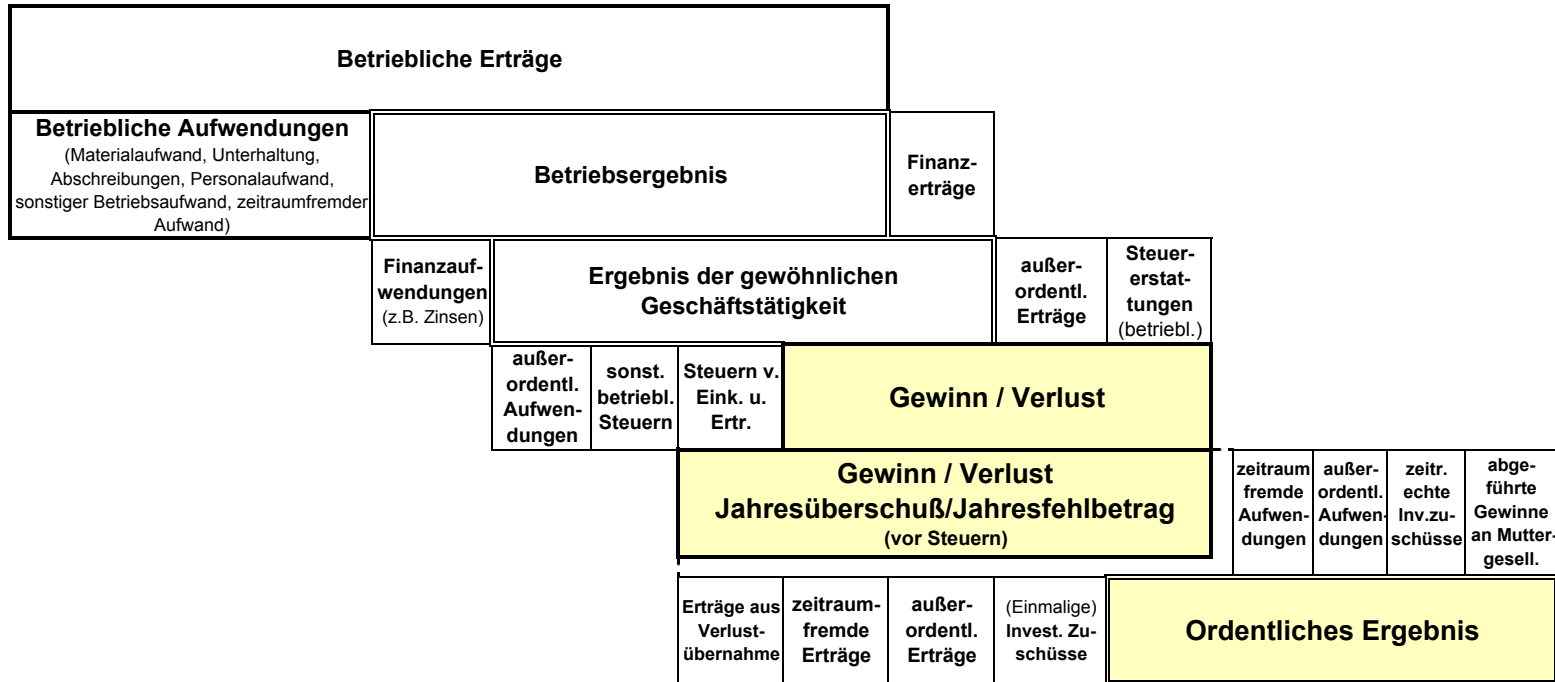 Betriebliche Erträge
Betriebliche Aufwendungen
(Materialaufwand, Unterhaltung,
Abschreibungen, Personalaufwand,
sonstiger Betriebsaufwand, zeitraumfremder
Aufwand)
Betriebsergebnis
Finanz-
erträge
Finanzauf-
wendungen
(z.B. Zinsen)
Ergebnis der gewöhnlichen
Geschäftstätigkeit
außer-
ordentl.
Erträge
Steuer-
erstat-
tungen
(betriebl.)
außer-
ordentl.
Aufwen-
dungen
sonst.
betriebl.
Steuern
Steuern v.
Eink. u.
Ertr.
Gewinn / Verlust
Gewinn / Verlust
Jahresüberschuß/Jahresfehlbetrag
(vor Steuern)
zeitraum
fremde
Aufwen-
dungen
außer-
ordentl.
Aufwen-
dungen
zeitr.
echte
Inv.zu-
schüsse
abge-
führte
Gewinne
an Mutter-
gesell.
Erträge aus
Verlust-
übernahme
zeitraum-
fremde
Erträge
außer-
ordentl.
Erträge
(Einmalige)
Invest. Zu-
schüsse
Ordentliches Ergebnis